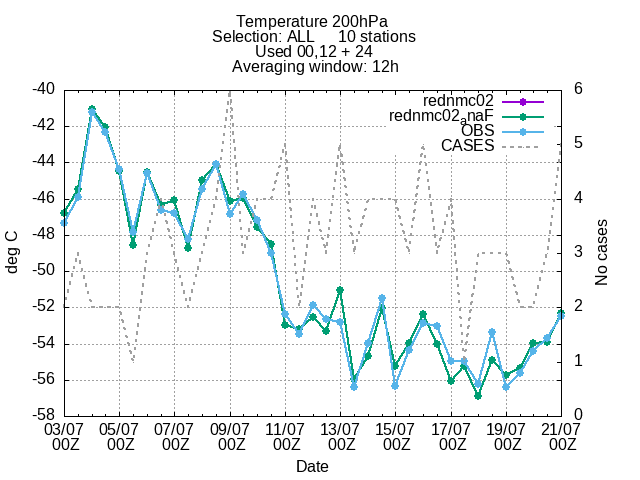 Temperature 200hPa
Selection: ALL 10 stations
Used 00,12 + 24
Averaging window: 12h
rednmc02
rednmc02anaF
OBS
CASES
deg C
-40
-42
-44
-46
-48
-50
-52
-54
-56
-58
6
5
4
3
2
1
0
No cases
03/07 05/07 07/07 09/07 11/07 13/07 15/07 17/07 19/07 21/07
00Z 00Z 00Z 00Z 00Z 00Z 00Z 00Z 00Z 00Z
Date